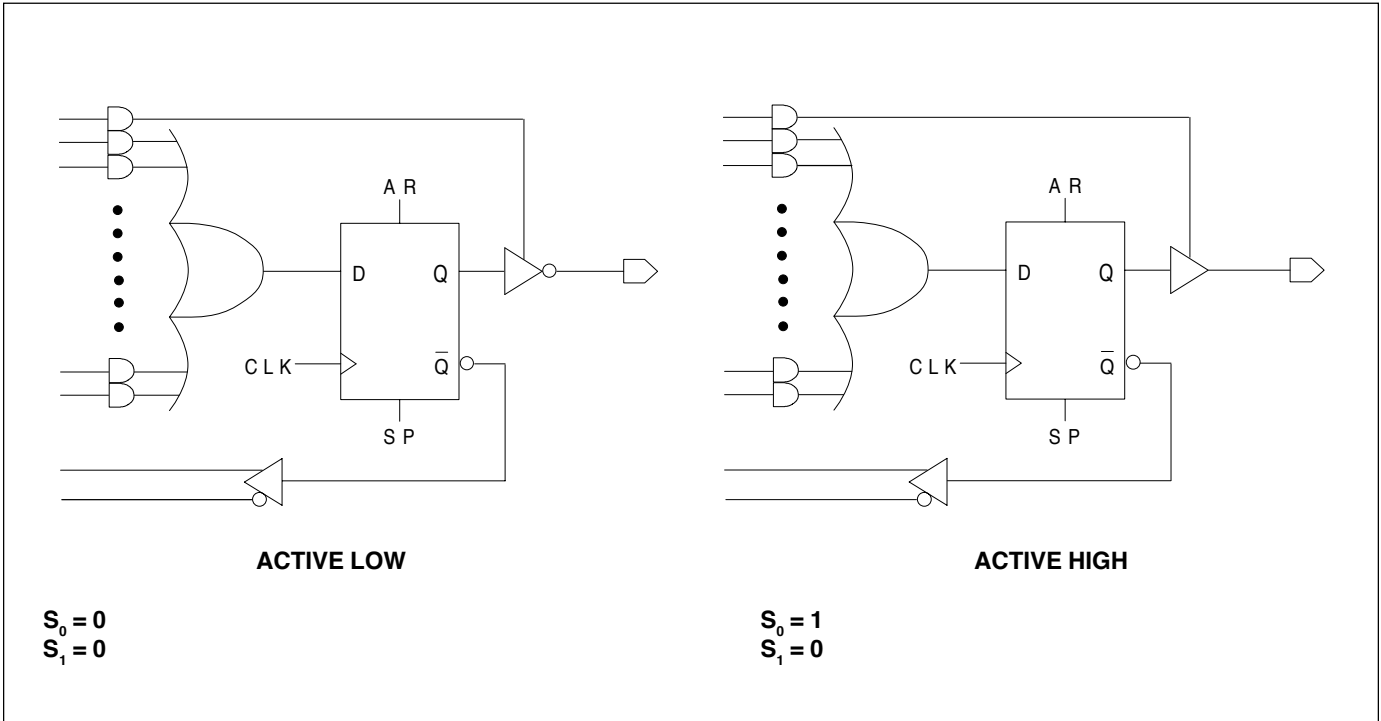 A R
D Q
C L K
Q̅
S P
ACTIVE LOW
S₀ = 0
S₁ = 0
A R
D Q
C L K
Q̅
S P
ACTIVE HIGH
S₀ = 1
S₁ = 0